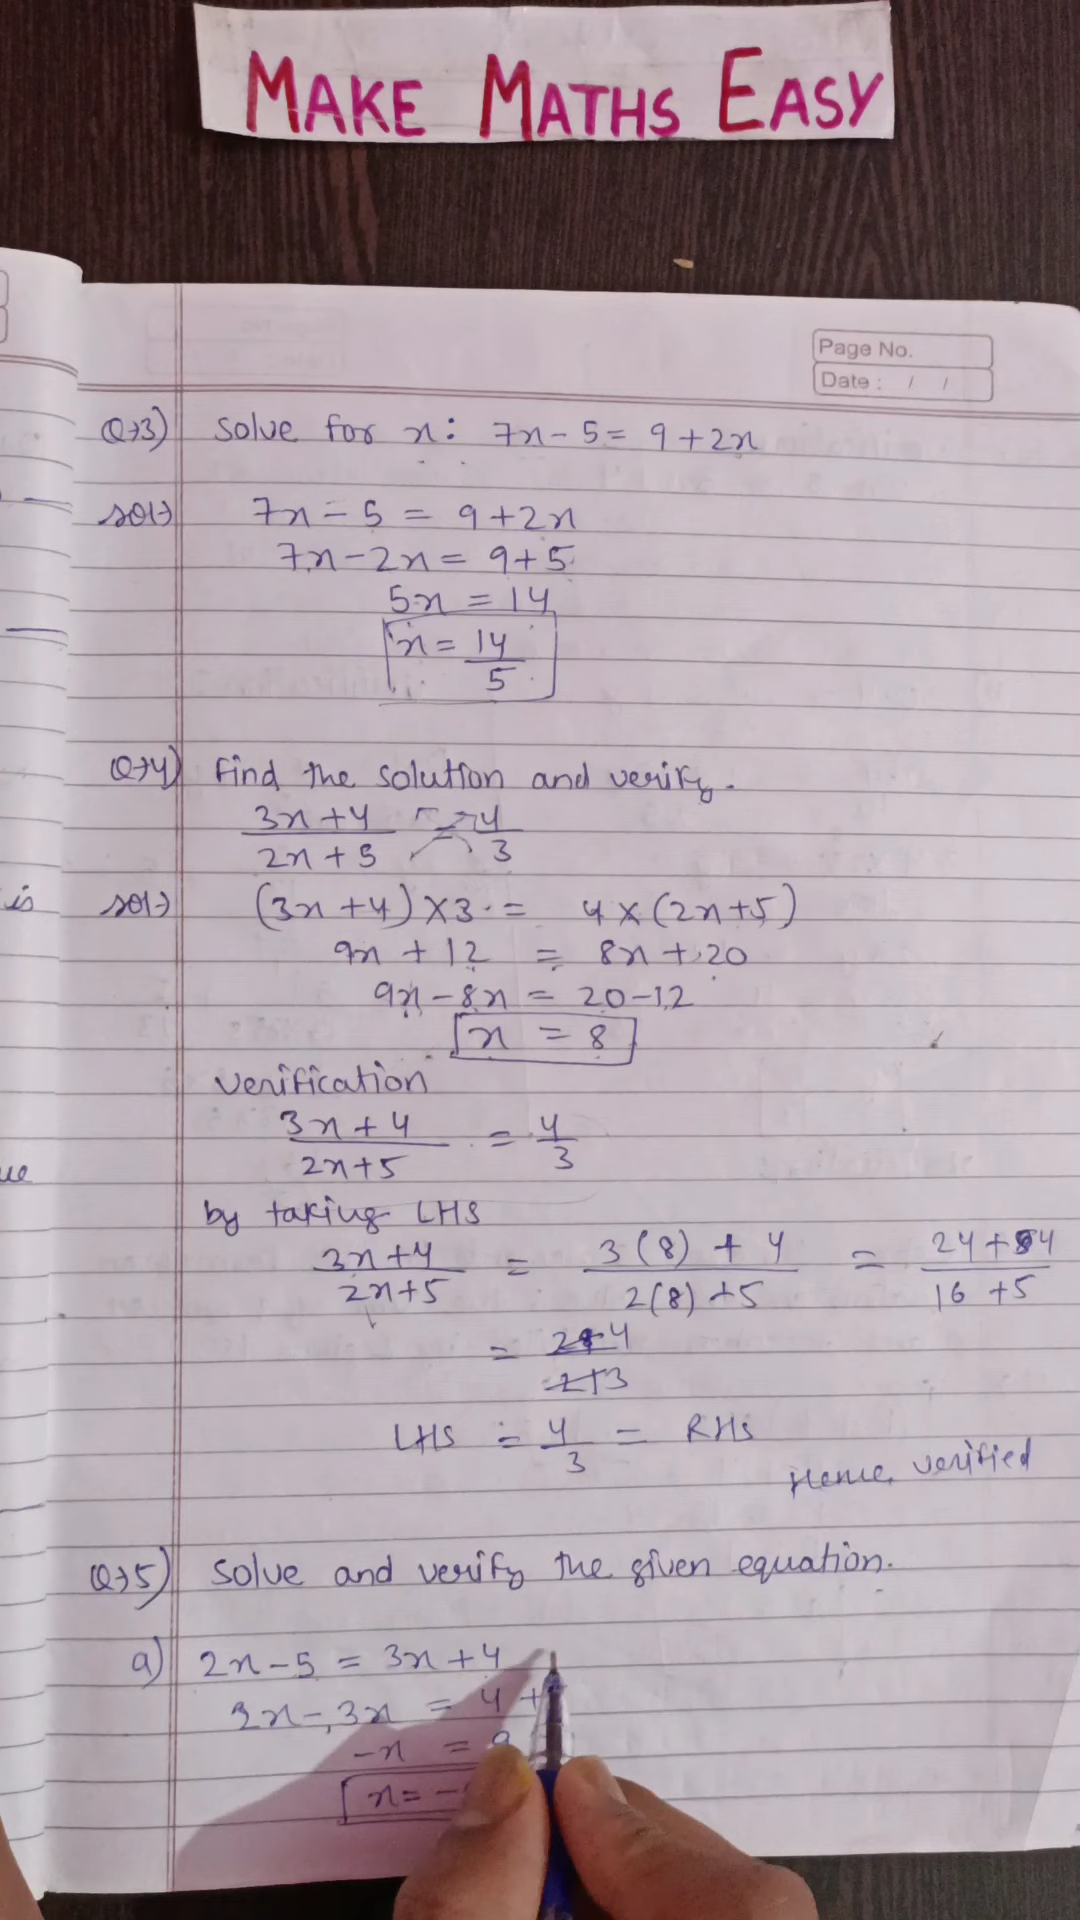 MAKE MATHS EASY
Page No.
Date : / /
Q→3) Solve for x: 7x - 5 = 9 + 2x
sol→ 7x - 5 = 9 + 2x
7x - 2x = 9 + 5
5x = 14
x = 14/5
Q→4) Find the solution and verify.
3x + 4 / 2x + 5 = 4/3
is
sol→ (3x + 4) × 3 = 4 × (2x + 5)
9x + 12 = 8x + 20
9x - 8x = 20 - 12
x = 8
verification
3x + 4 / 2x + 5 = 4/3
ue
by taking LHS
3x + 4 / 2x + 5 = 3(8) + 4 / 2(8) + 5 = 24 + 4 / 16 + 5
LHS = 4/3 = RHS
Hence, verified
Q→5) Solve and verify the given equation.
a) 2x - 5 = 3x + 4
2x - 3x = 4 +
-x = 9
x = -